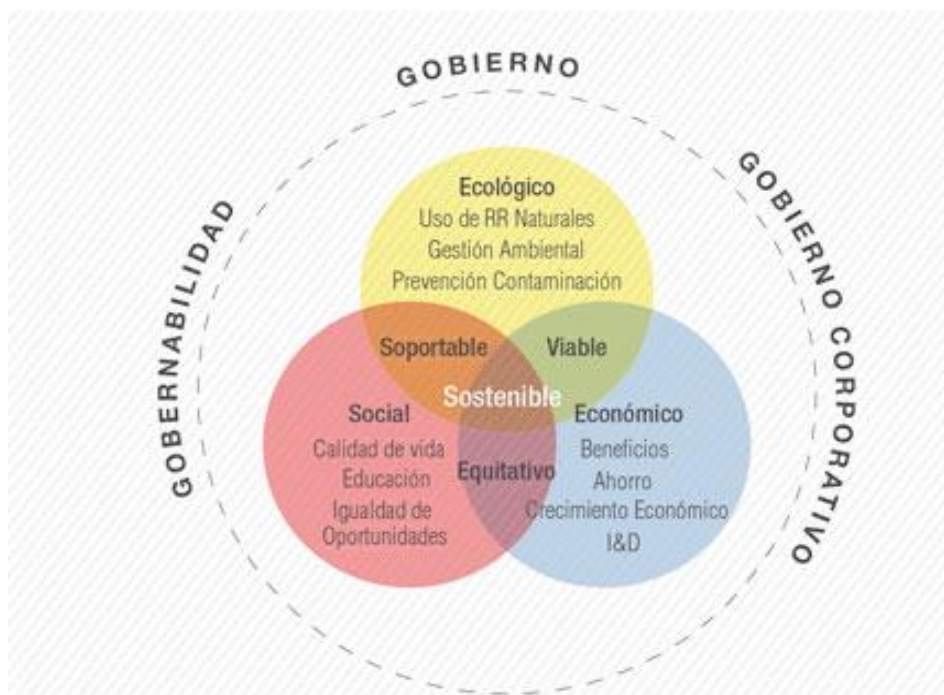 GOBIERNO
GOBERNABILIDAD
GOBIERNO CORPORATIVO
Ecológico
Uso de RR Naturales
Gestión Ambiental
Prevención Contaminación
Soportable
Viable
Sostenible
Social
Calidad de vida
Educación
Igualdad de
Oportunidades
Equitativo
Económico
Beneficios
Ahorro
Crecimiento Económico
I&D